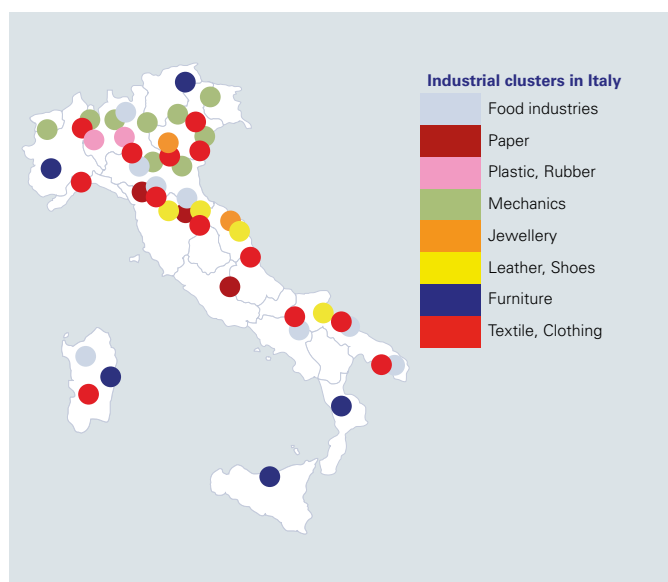 Industrial clusters in Italy
Food industries
Paper
Plastic, Rubber
Mechanics
Jewellery
Leather, Shoes
Furniture
Textile, Clothing